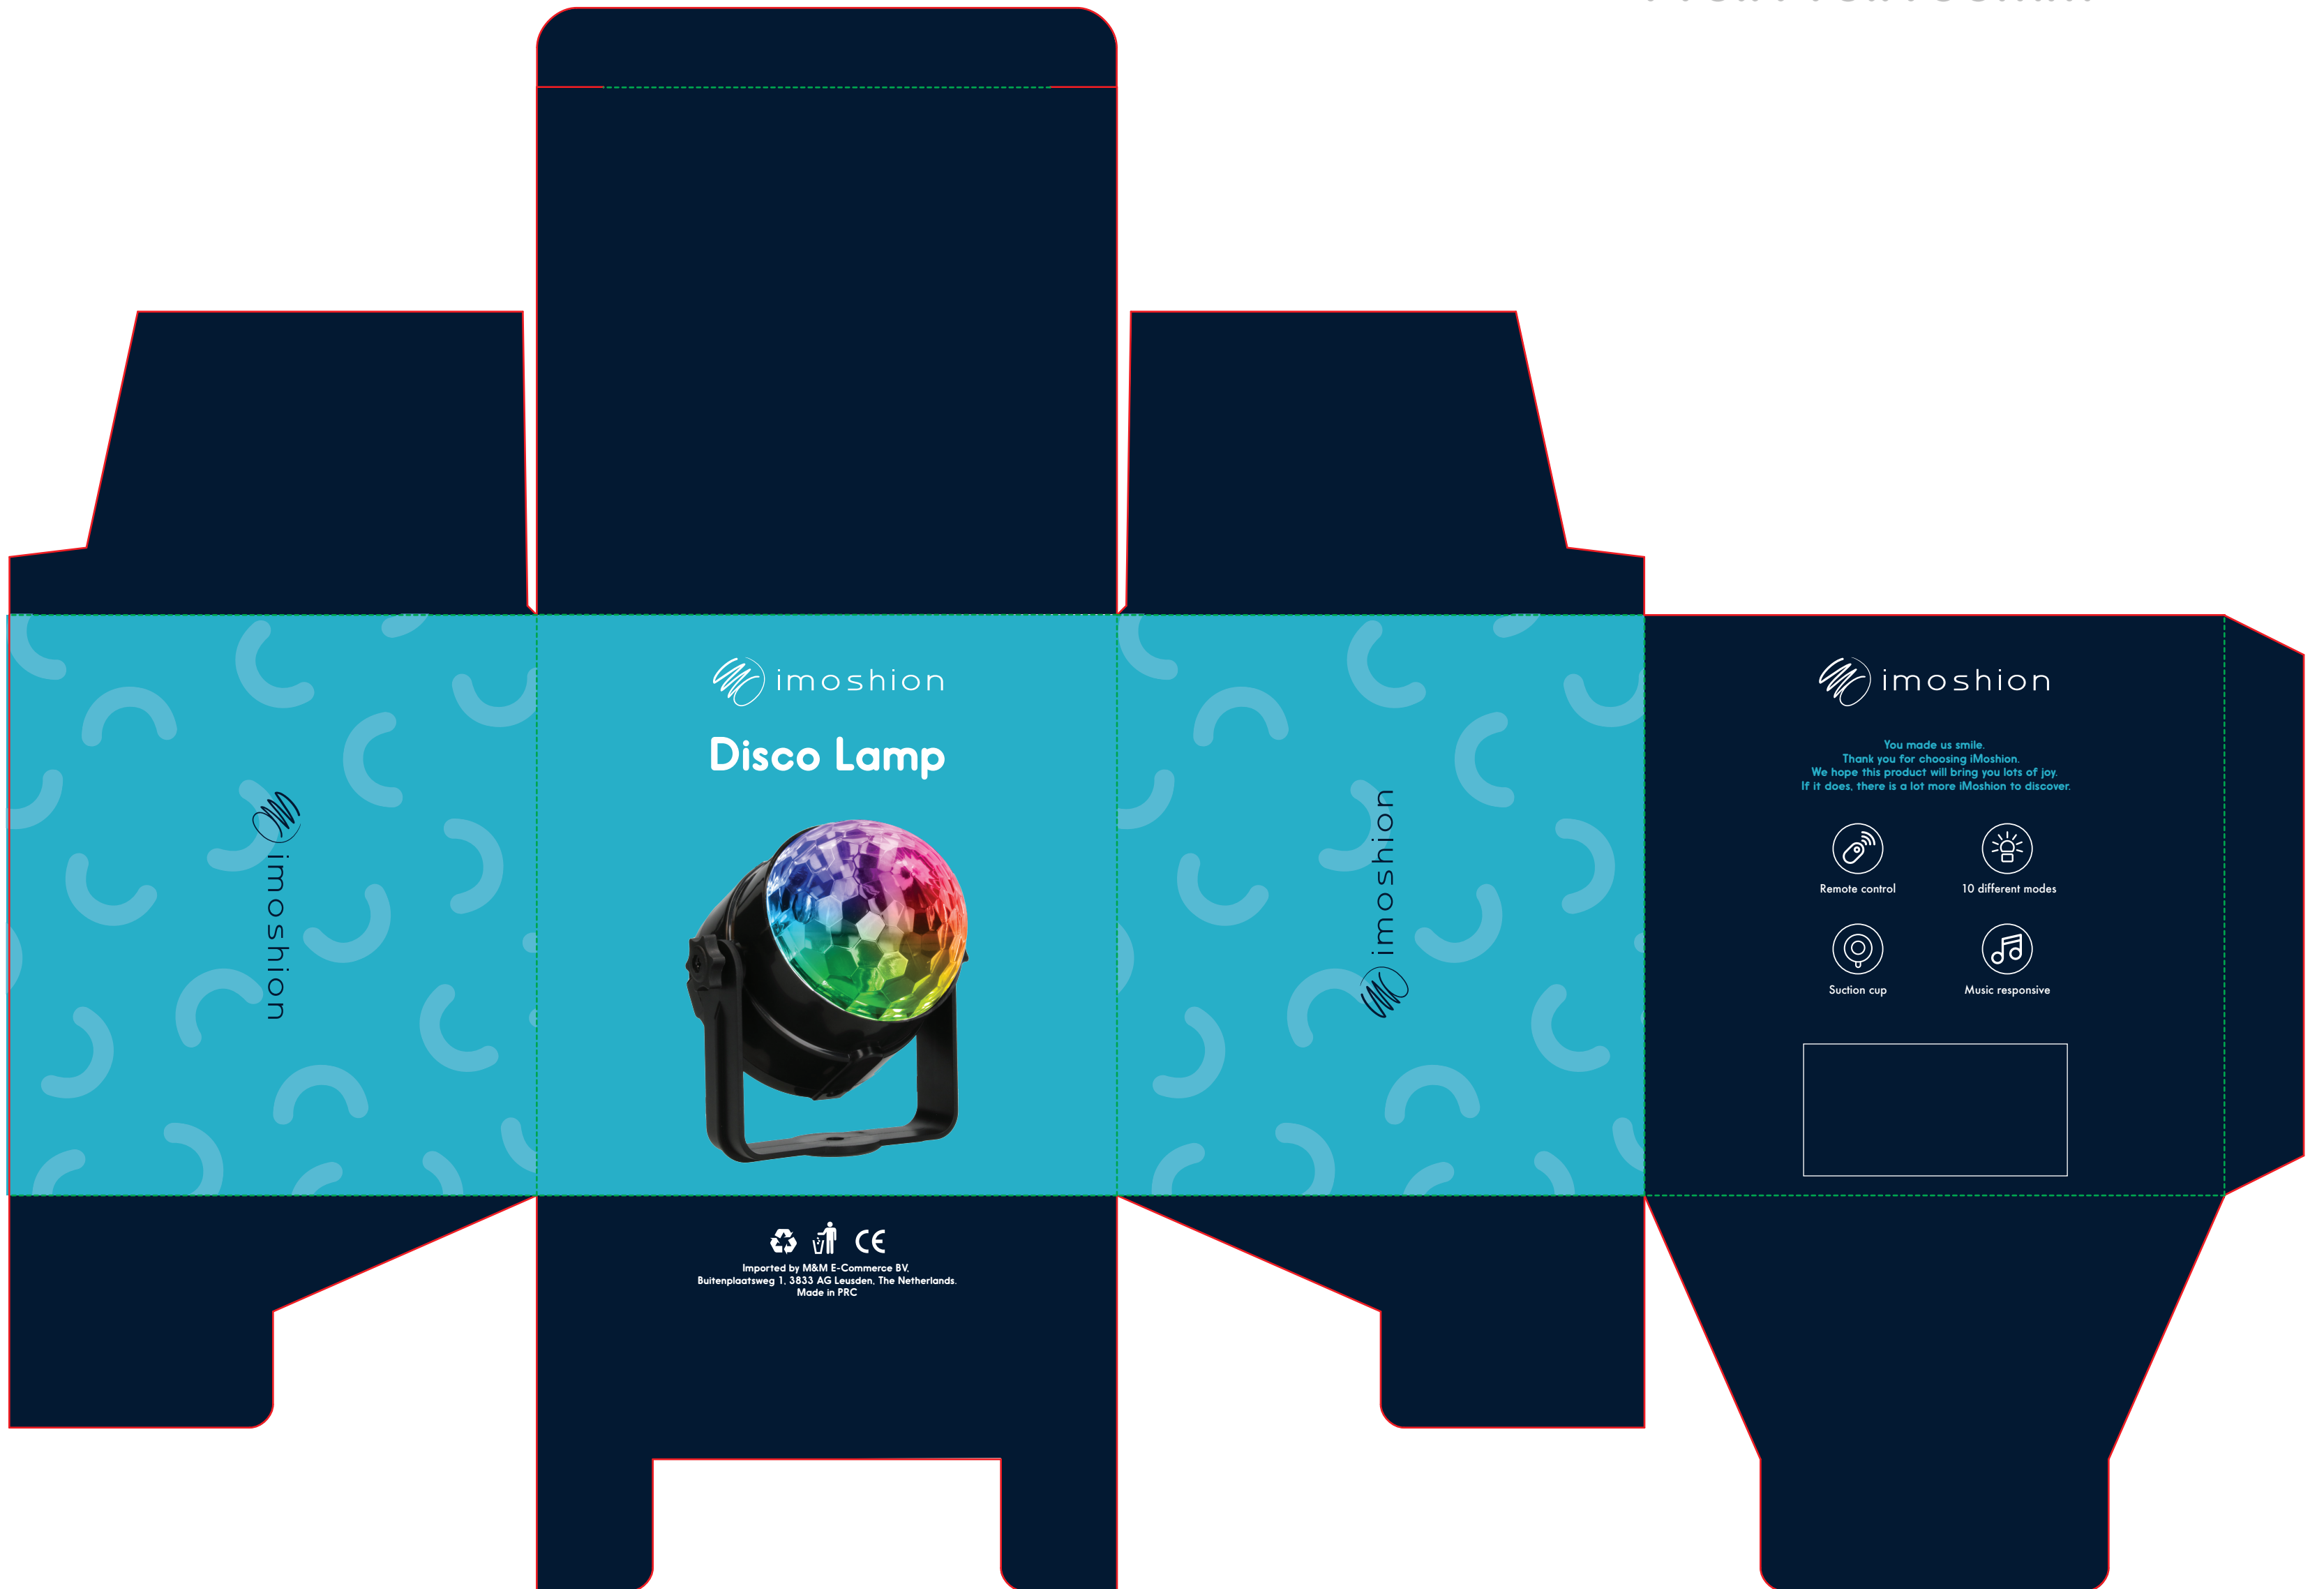 imoshion
Disco Lamp
imoshion
imoshion
imoshion
You made us smile.
Thank you for choosing iMoshion.
We hope this product will bring you lots of joy.
If it does, there is a lot more iMoshion to discover.
Remote control
10 different modes
Suction cup
Music responsive
CE
Imported by M&M E-Commerce BV,
Buitenplaatsweg 1, 3833 AG Leusden, The Netherlands.
Made in PRC